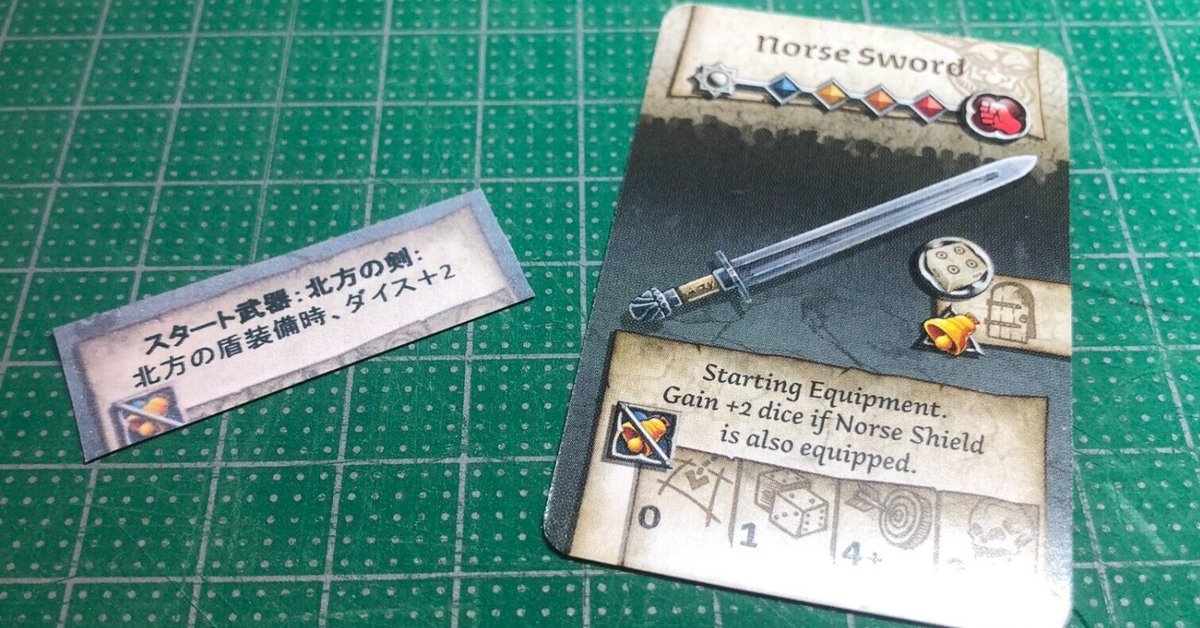 スタート武器:北方の剣:
北方の盾装備時、ダイス+2
Norse Sword
Starting Equipment.
Gain +2 dice if Norse Shield
is also equipped.
0 1 4+